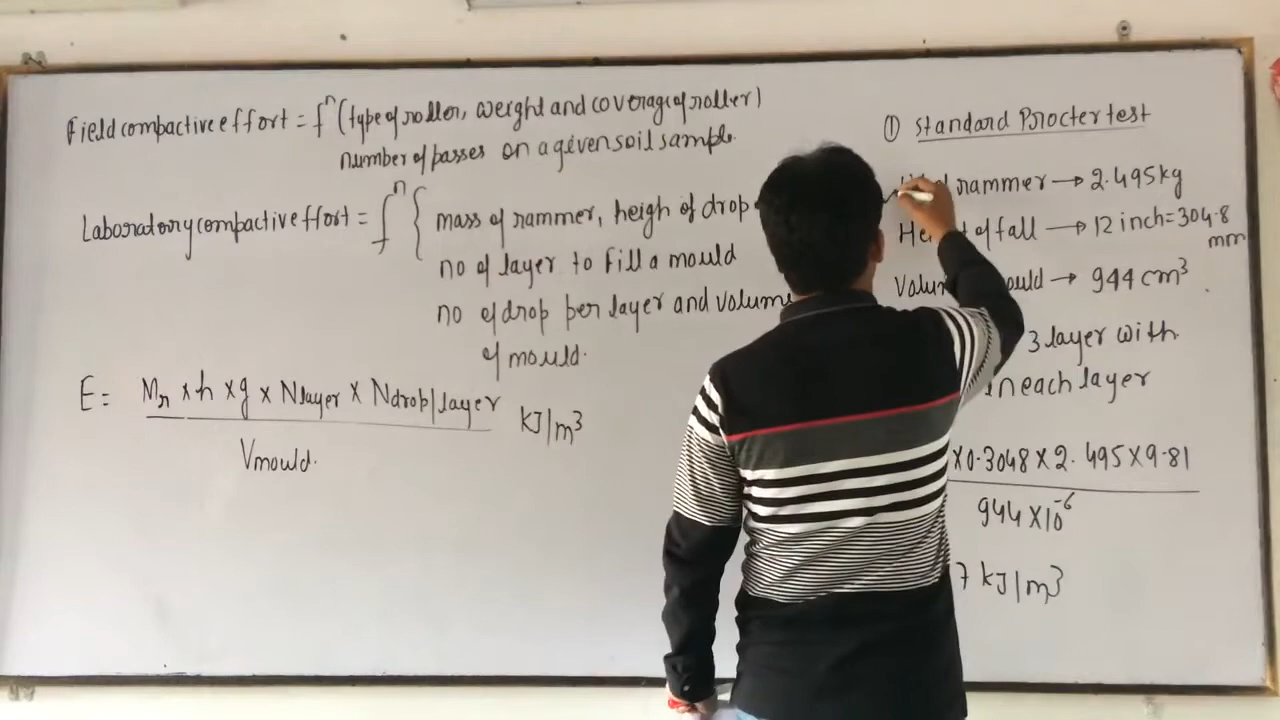 Field compactive effort = fⁿ (type of roller, weight and coverage of roller)
number of passes on a given soil sample.
Laboratory compactive effort = fⁿ { mass of rammer, heigh of drop
no of layer to fill a mould
no of drop per layer and volume
of mould.
E = Mr × h × g × Nlayer × Ndrop/layer
Vmould.
kJ/m³
① Standard Procter test
rammer → 2.495kg
of fall → 12 inch = 304.8
mm
→ 944 cm³
3 layer with
in each layer
×0.3048×2.495×9.81
944×10⁻⁶
7 kJ/m³